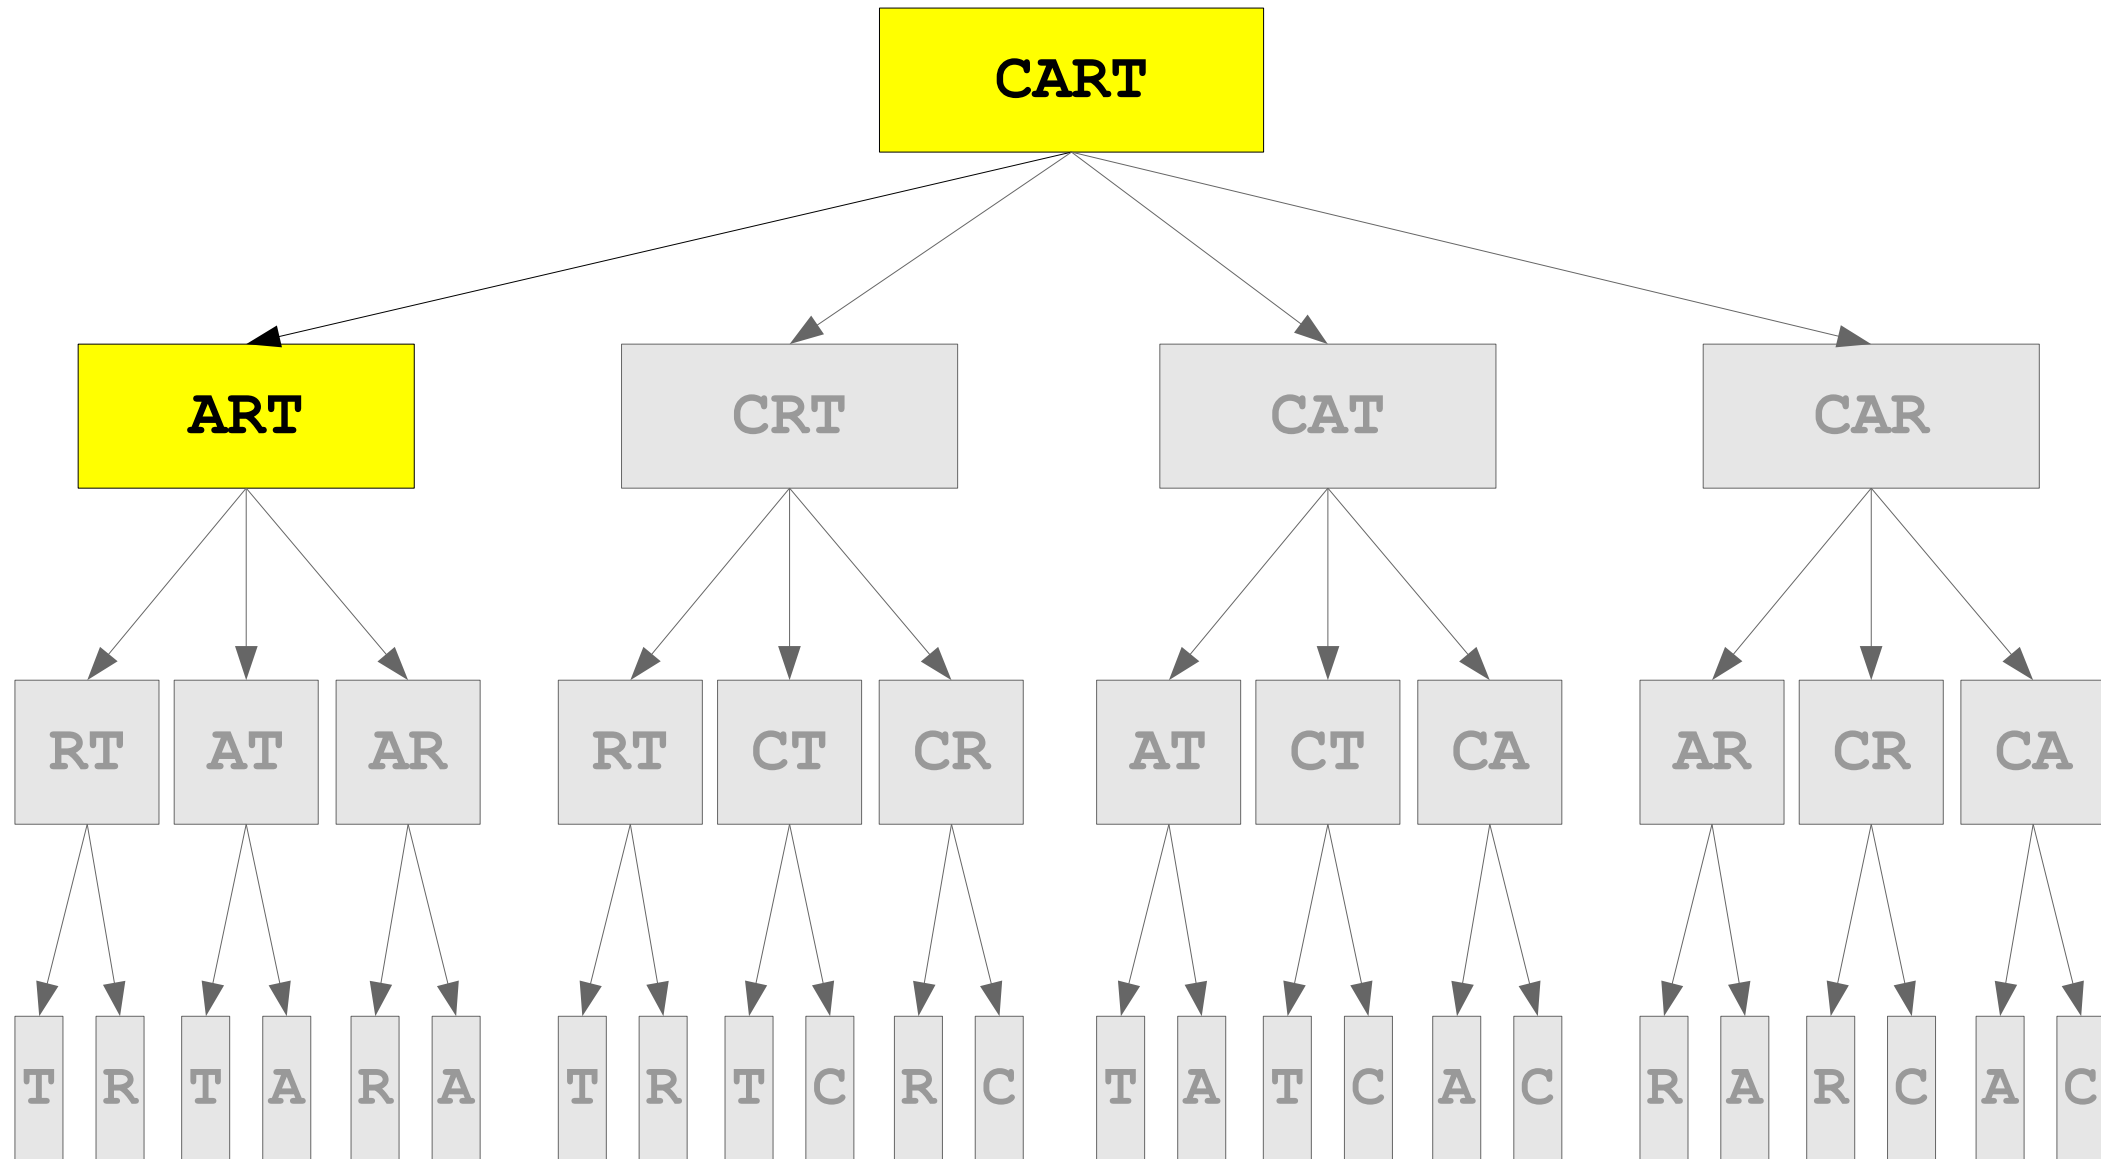 CART
ART CRT CAT CAR
RT AT AR RT CT CR AT CT CA AR CR CA
T R T A R A T R T C R C T A T C A C R A R C A C